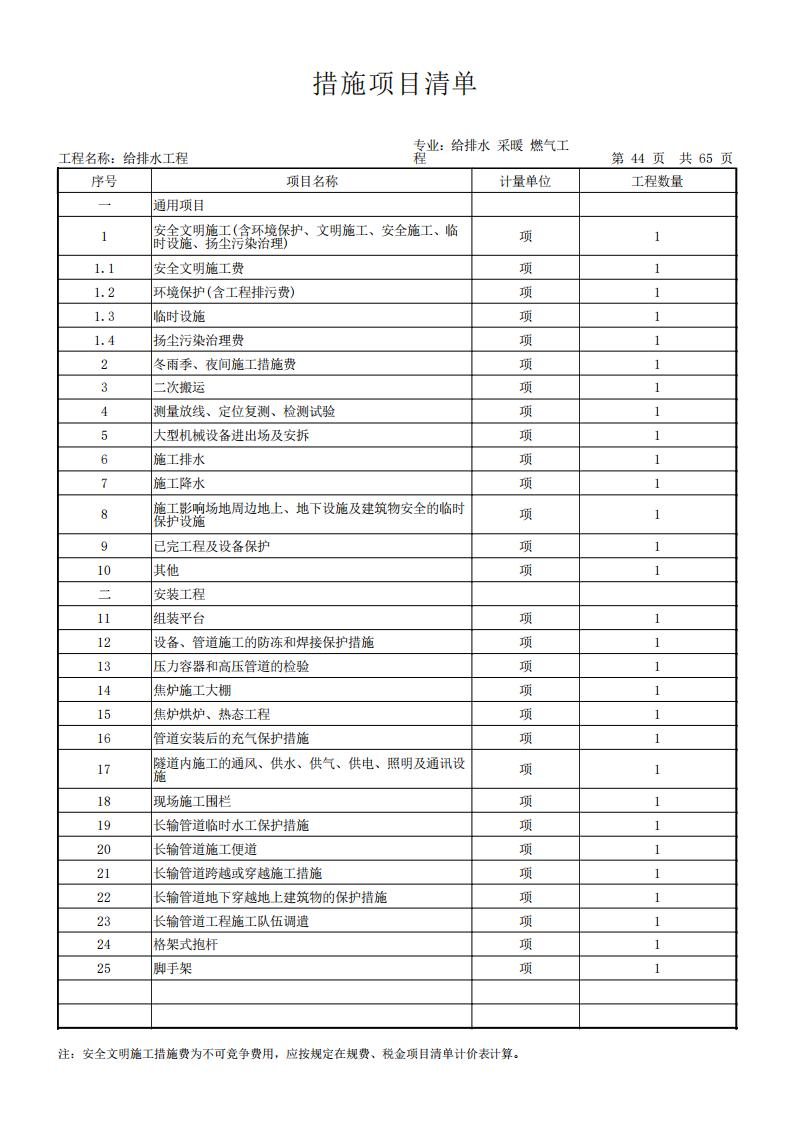 措施项目清单
专业：给排水 采暖 燃气工
工程名称：给排水工程 程 第 44 页 共 65 页
序号 项目名称 计量单位 工程数量
一 通用项目
1 安全文明施工(含环境保护、文明施工、安全施工、临 项 1
时设施、扬尘污染治理)
1.1 安全文明施工费 项 1
1.2 环境保护(含工程排污费) 项 1
1.3 临时设施 项 1
1.4 扬尘污染治理费 项 1
2 冬雨季、夜间施工措施费 项 1
3 二次搬运 项 1
4 测量放线、定位复测、检测试验 项 1
5 大型机械设备进出场及安拆 项 1
6 施工排水 项 1
7 施工降水 项 1
8 施工影响场地周边地上、地下设施及建筑物安全的临时 项 1
保护设施
9 已完工程及设备保护 项 1
10 其他 项 1
二 安装工程
11 组装平台 项 1
12 设备、管道施工的防冻和焊接保护措施 项 1
13 压力容器和高压管道的检验 项 1
14 焦炉施工大棚 项 1
15 焦炉烘炉、热态工程 项 1
16 管道安装后的充气保护措施 项 1
17 隧道内施工的通风、供水、供气、供电、照明及通讯设 项 1
施
18 现场施工围栏 项 1
19 长输管道临时水工保护措施 项 1
20 长输管道施工便道 项 1
21 长输管道跨越或穿越施工措施 项 1
22 长输管道地下穿越地上建筑物的保护措施 项 1
23 长输管道工程施工队伍调遣 项 1
24 格架式抱杆 项 1
25 脚手架 项 1
注：安全文明施工措施费为不可竞争费用，应按规定在规费、税金项目清单计价表计算。